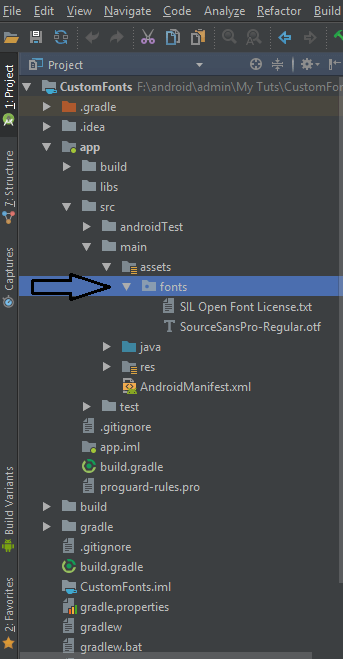 File Edit View Navigate Code Analyze Refactor Build
Project
1: Project
7: Structure
Captures
Build Variants
2: Favorites
CustomFonts F:\android\admin\My Tuts\CustomFon
.gradle
.idea
app
build
libs
src
androidTest
main
assets
fonts
SIL Open Font License.txt
SourceSansPro-Regular.otf
java
res
AndroidManifest.xml
test
.gitignore
app.iml
build.gradle
proguard-rules.pro
build
gradle
.gitignore
build.gradle
CustomFonts.iml
gradle.properties
gradlew
gradlew.bat